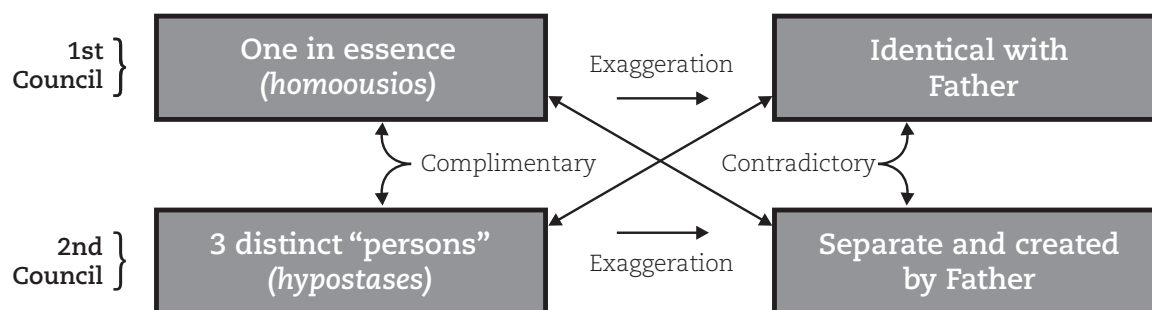 1st
Council
One in essence
(homoousios)
Exaggeration
Identical with
Father
Complimentary
Contradictory
2nd
Council
3 distinct “persons”
(hypostases)
Exaggeration
Separate and created
by Father